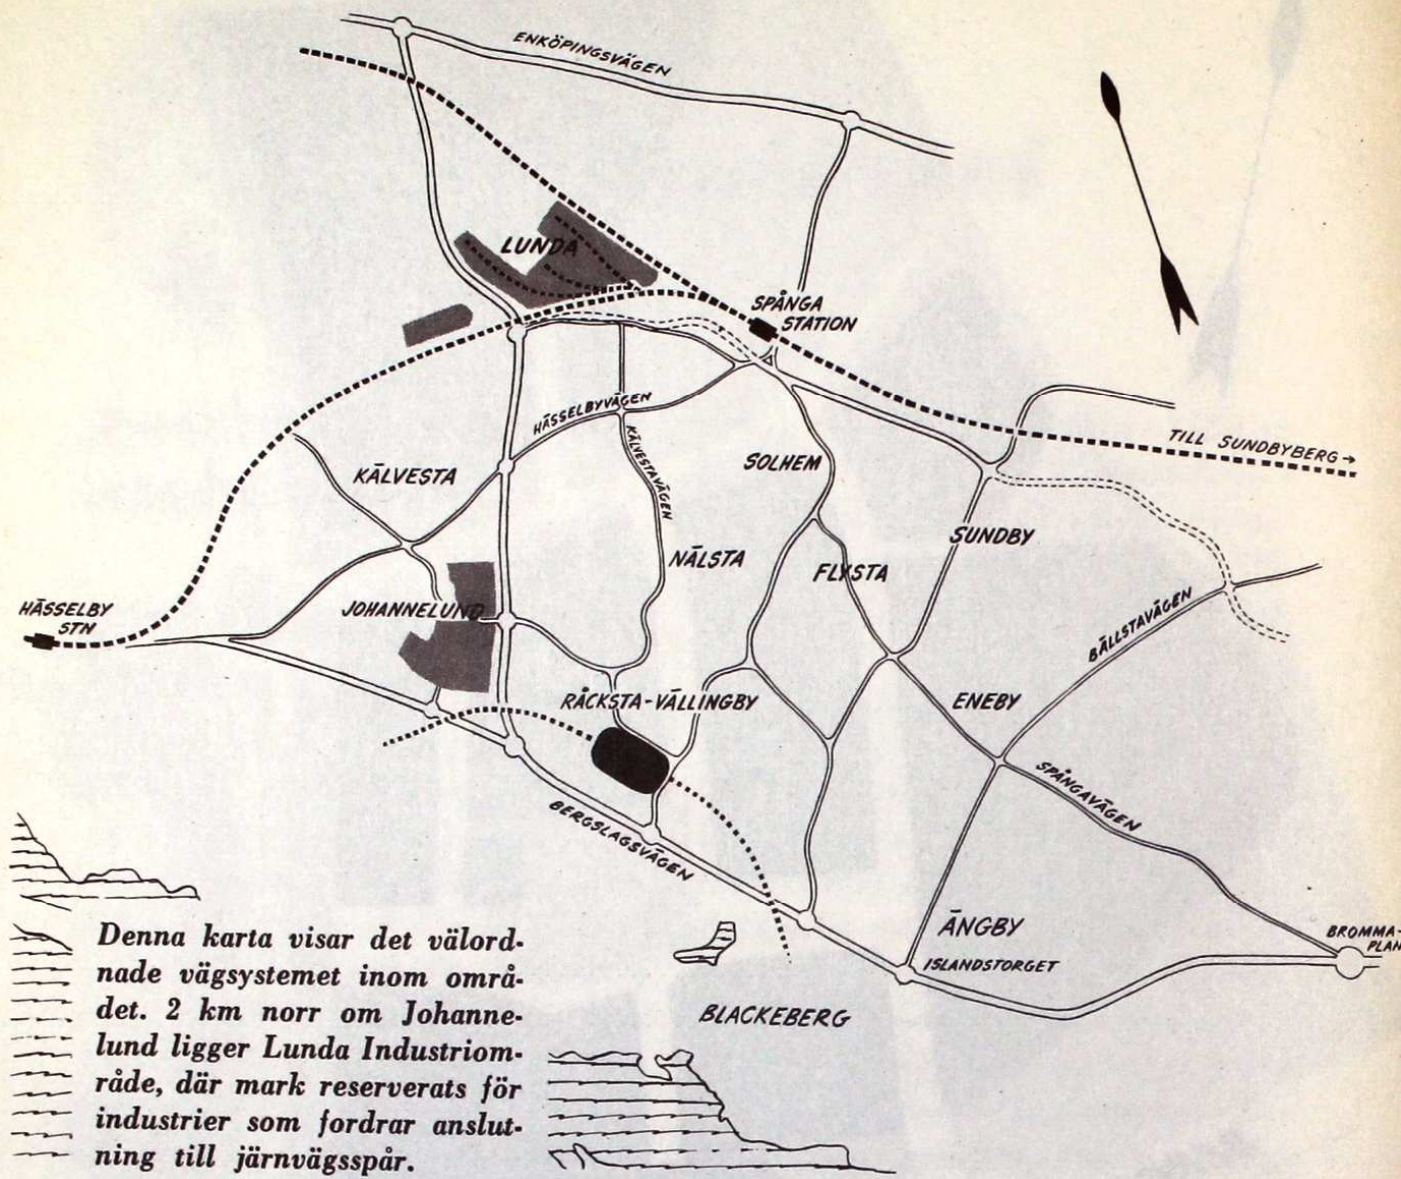 ENKÖPINGSVÄGEN
LUNDA
SPÅNGA
STATION
HÄSSELBYVÄGEN
KÄLVESTAVÄGEN
TILL SUNDBYBERG →
KÄLVESTA
SOLHEM
SUNDBY
NÄLSTA
FLYSTA
HÄSSELBY
STN
JOHANNELUND
BÄLLSTAVÄGEN
RÅCKSTA-VÄLLINGBY
ENEBY
SPÅNGAVÄGEN
BERGSLAGSVÄGEN
ÄNGBY
ISLANDSTORGET
BROMMA-
PLAN
BLACKEBERG
Denna karta visar det välord-
nade vägsystemet inom områ-
det. 2 km norr om Johanne-
lund ligger Lunda Industriom-
råde, där mark reserverats för
industrier som fordrar anslut-
ning till järnvägsspår.